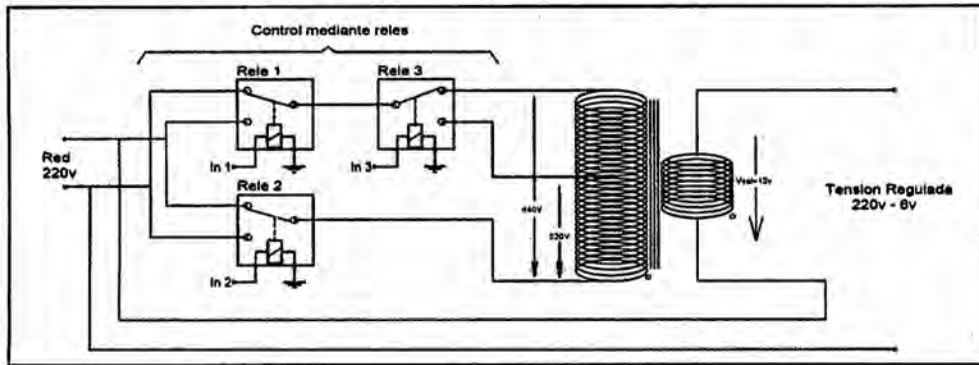 Control mediante reles
Rele 1
Rele 3
Red
220v
In 1
In 3
Rele 2
In 2
440V
220V
Vsal=12v
Tension Regulada
220v - 6v